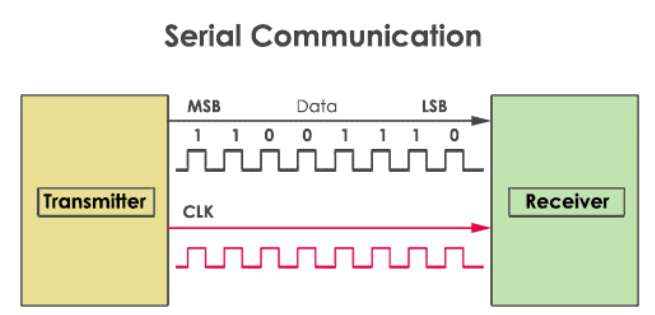 Serial Communication
MSB Data LSB
1 1 0 0 1 1 1 0
Transmitter
Receiver
CLK